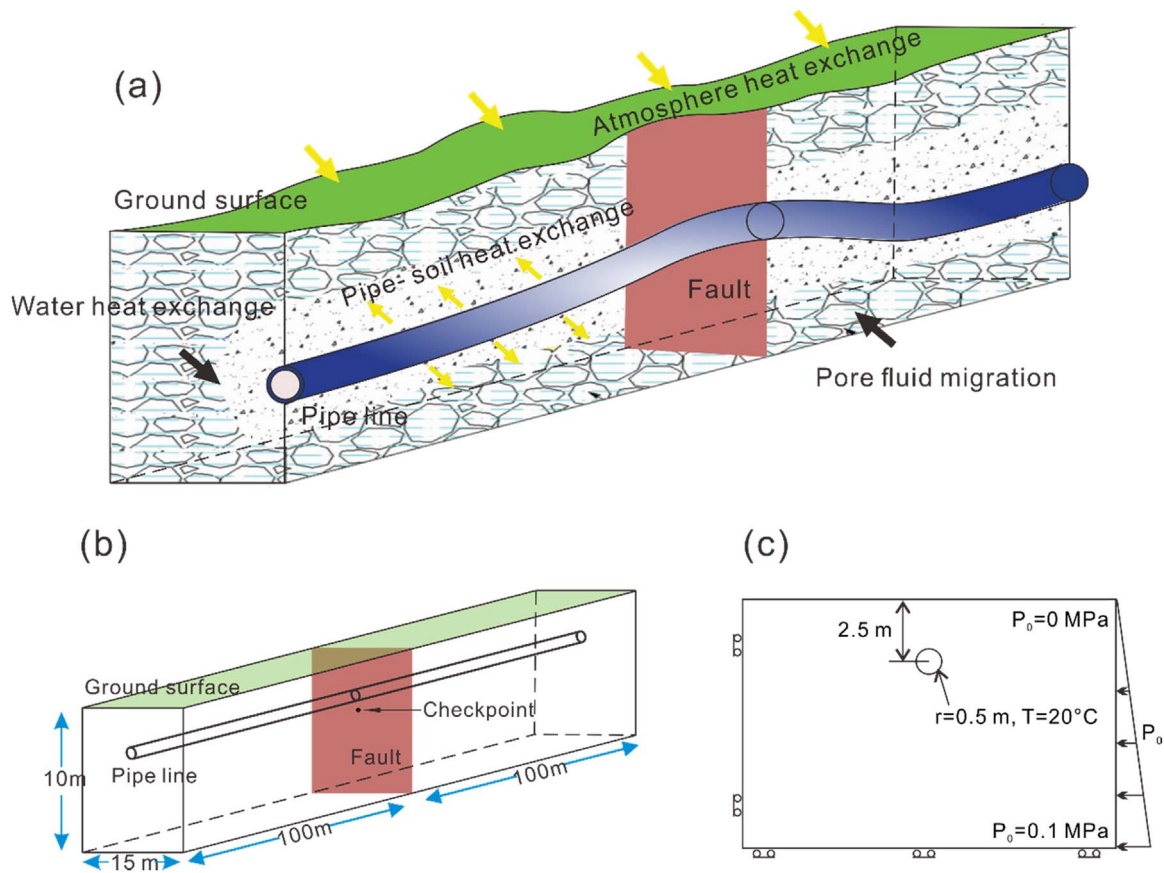 (a)
Atmosphere heat exchange
Ground surface
Pipe- soil heat exchange
Water heat exchange
Fault
Pore fluid migration
Pipe line
(b)
Ground surface
Checkpoint
Fault
Pipe line
10m
15 m
100m
100m
(c)
2.5 m
P₀=0 MPa
r=0.5 m, T=20°C
P₀
P₀=0.1 MPa